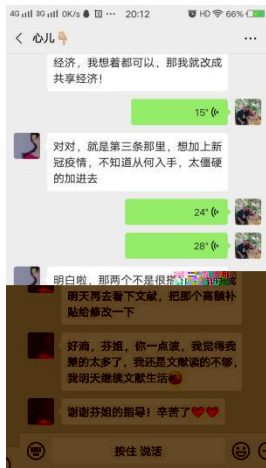 4G 3G 0K/s ··· 20:12 HD 66%
心儿
经济，我想着都可以，那我就改成
共享经济！
15"
对对，就是第三条那里，想加上新
冠疫情，不知道从何入手，太僵硬
的加进去
24"
28"
明白啦，那两个不是很搭
明天再去看下文献，把那个高额补
贴给修改一下
好滴，芬姐，你一点波，我觉得我
差的太多了，我还是文献读的不够，
我明天继续文献生活
谢谢芬姐的指导！辛苦了
按住 说话